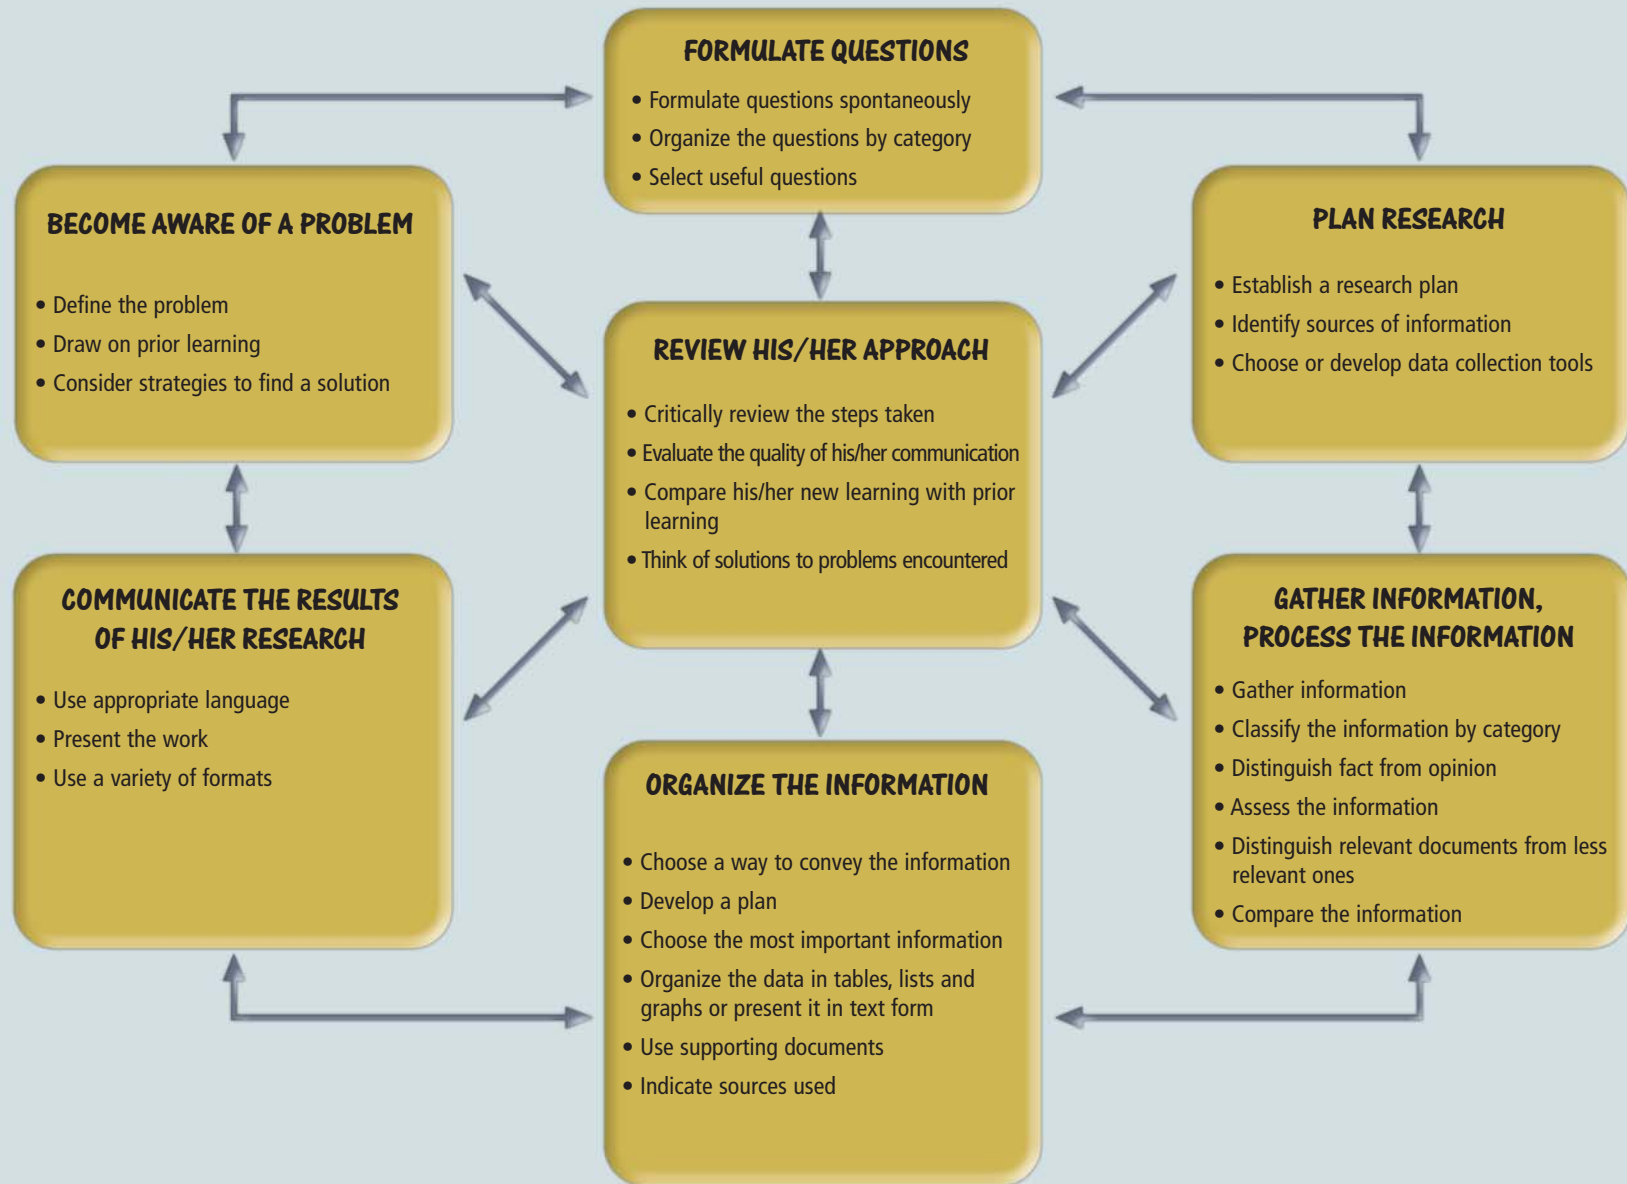 FORMULATE QUESTIONS
• Formulate questions spontaneously
• Organize the questions by category
• Select useful questions
BECOME AWARE OF A PROBLEM
• Define the problem
• Draw on prior learning
• Consider strategies to find a solution
PLAN RESEARCH
• Establish a research plan
• Identify sources of information
• Choose or develop data collection tools
REVIEW HIS/HER APPROACH
• Critically review the steps taken
• Evaluate the quality of his/her communication
• Compare his/her new learning with prior
learning
• Think of solutions to problems encountered
COMMUNICATE THE RESULTS
OF HIS/HER RESEARCH
• Use appropriate language
• Present the work
• Use a variety of formats
GATHER INFORMATION,
PROCESS THE INFORMATION
• Gather information
• Classify the information by category
• Distinguish fact from opinion
• Assess the information
• Distinguish relevant documents from less
relevant ones
• Compare the information
ORGANIZE THE INFORMATION
• Choose a way to convey the information
• Develop a plan
• Choose the most important information
• Organize the data in tables, lists and
graphs or present it in text form
• Use supporting documents
• Indicate sources used